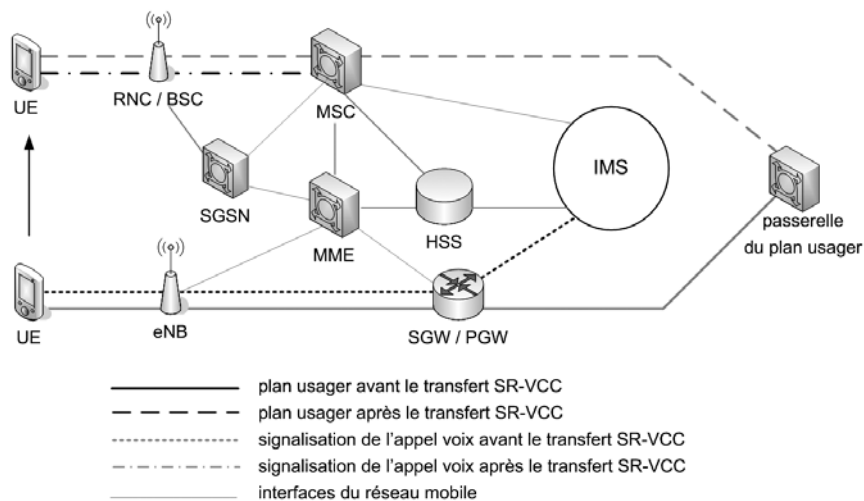 UE
RNC / BSC
MSC
SGSN
MME
HSS
IMS
passerelle
du plan usager
UE
eNB
SGW / PGW
plan usager avant le transfert SR-VCC
plan usager après le transfert SR-VCC
signalisation de l'appel voix avant le transfert SR-VCC
signalisation de l'appel voix après le transfert SR-VCC
interfaces du réseau mobile